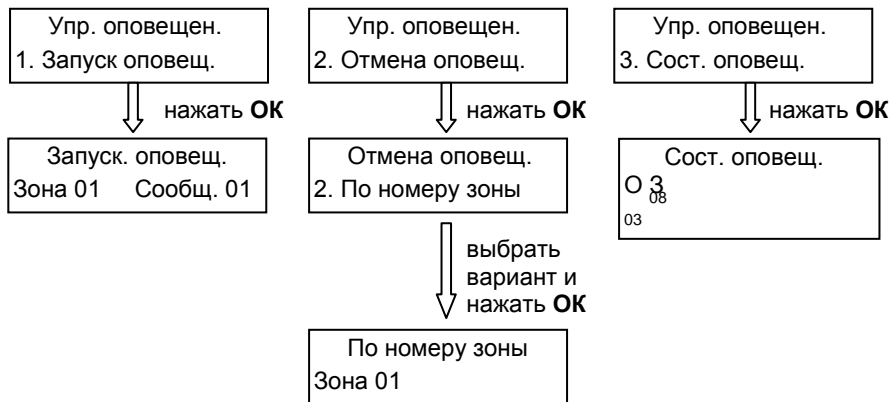 Упр. оповещен.
1. Запуск оповещ.
нажать ОК
Запуск. оповещ.
Зона 01 Сообщ. 01
Упр. оповещен.
2. Отмена оповещ.
нажать ОК
Отмена оповещ.
2. По номеру зоны
выбрать
вариант и
нажать ОК
По номеру зоны
Зона 01
Упр. оповещен.
3. Сост. оповещ.
нажать ОК
Сост. оповещ.
О З
08
03